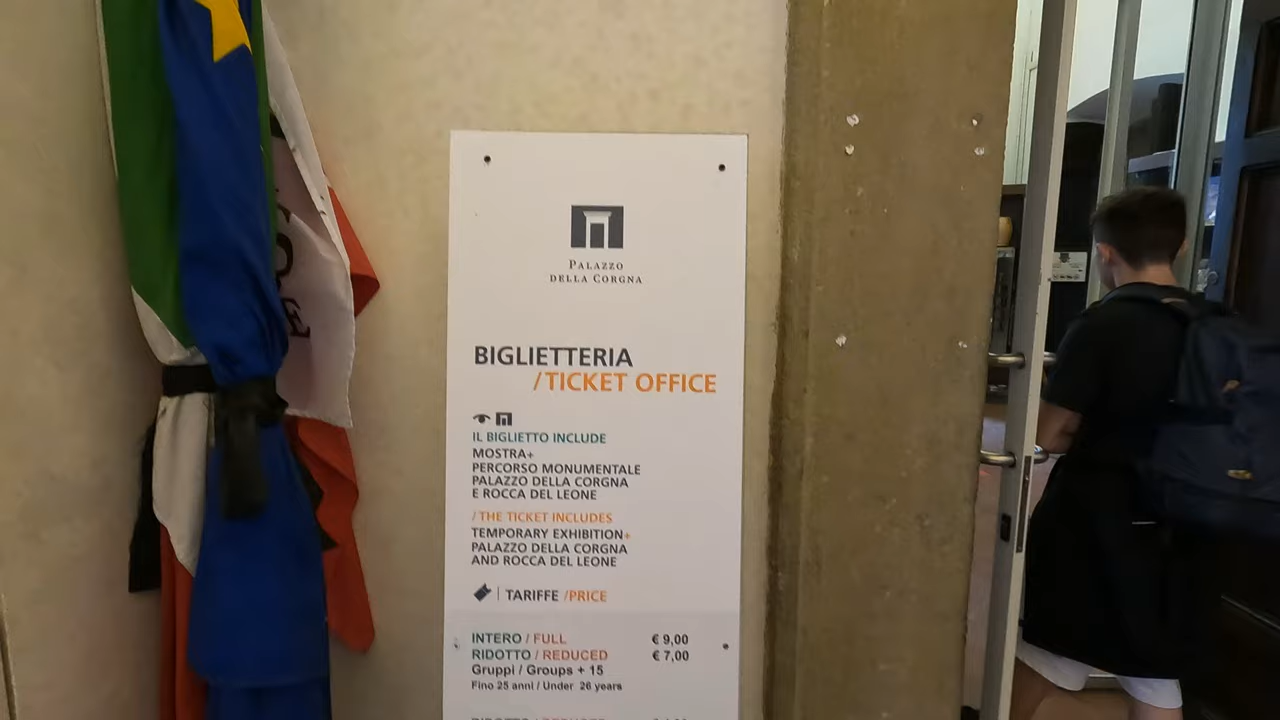 PALAZZO
DELLA CORGNA
BIGLIETTERIA
/TICKET OFFICE
IL BIGLIETTO INCLUDE
MOSTRA+
PERCORSO MONUMENTALE
PALAZZO DELLA CORGNA
E ROCCA DEL LEONE
/THE TICKET INCLUDES
TEMPORARY EXHIBITION+
PALAZZO DELLA CORGNA
AND ROCCA DEL LEONE
TARIFFE /PRICE
INTERO / FULL € 9,00
RIDOTTO / REDUCED € 7,00
Gruppi / Groups + 15
Fino 25 anni / Under 26 years